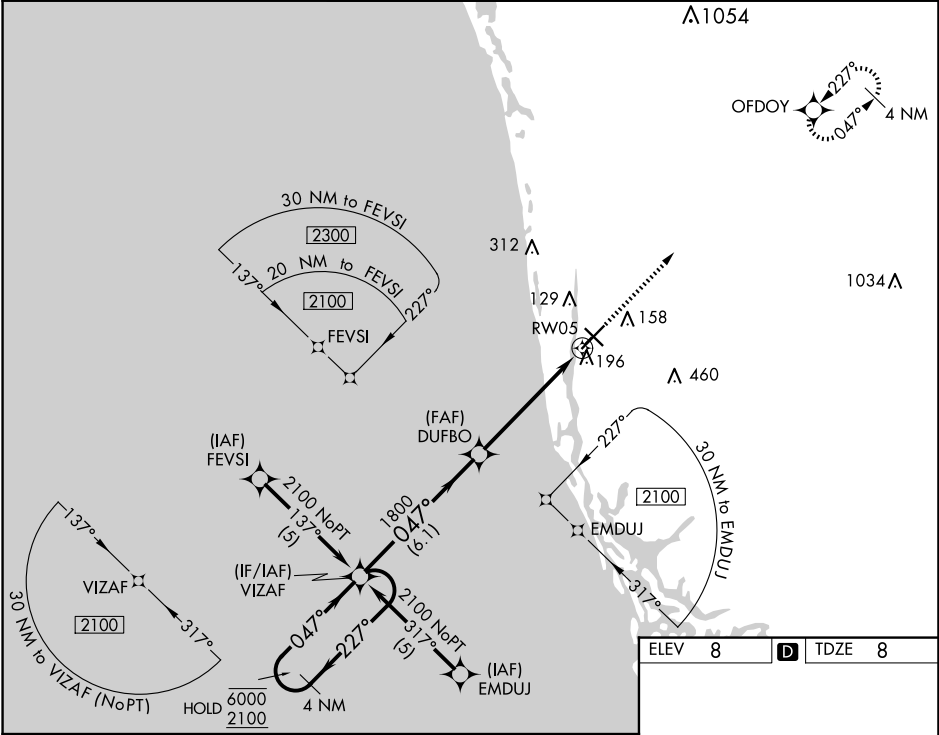 1054
OFDOY
227°
047°
4 NM
30 NM to FEVSI
2300
20 NM to FEVSI
2100
137°
227°
FEVSI
312
129
RW05
158
196
460
1034
(FAF)
DUFBO
(IAF)
FEVSI
2100 NoPT
137°
(5)
1800
047°
(6.1)
227°
30 NM to EMDUJ
2100
EMDUJ
317°
137°
VIZAF
2100
317°
30 NM to VIZAF (NoPT)
(IF/IAF)
VIZAF
047°
227°
2100 NoPT
317°
(5)
(IAF)
EMDUJ
HOLD
6000
2100
4 NM
ELEV 8
D
TDZE 8